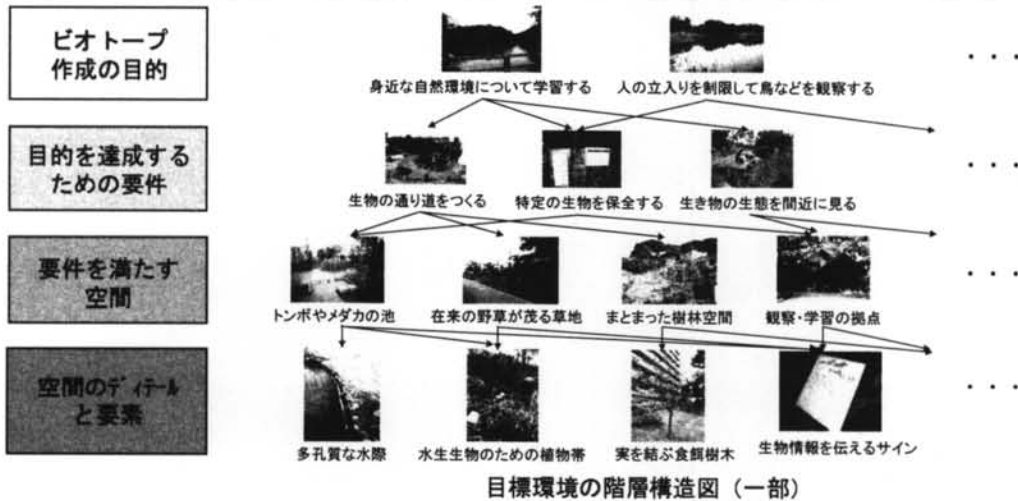 ビオトープ
作成の目的
・・・
身近な自然環境について学習する
人の立入りを制限して鳥などを観察する
目的を達成する
ための要件
・・・
生物の通り道をつくる
特定の生物を保全する
生き物の生態を間近に見る
要件を満たす
空間
・・・
トンボやメダカの池
在来の野草が茂る草地
まとまった樹林空間
観察・学習の拠点
空間のディテール
と要素
・・・
多孔質な水際
水生生物のための植物帯
実を結ぶ食餌樹木
生物情報を伝えるサイン
目標環境の階層構造図（一部）